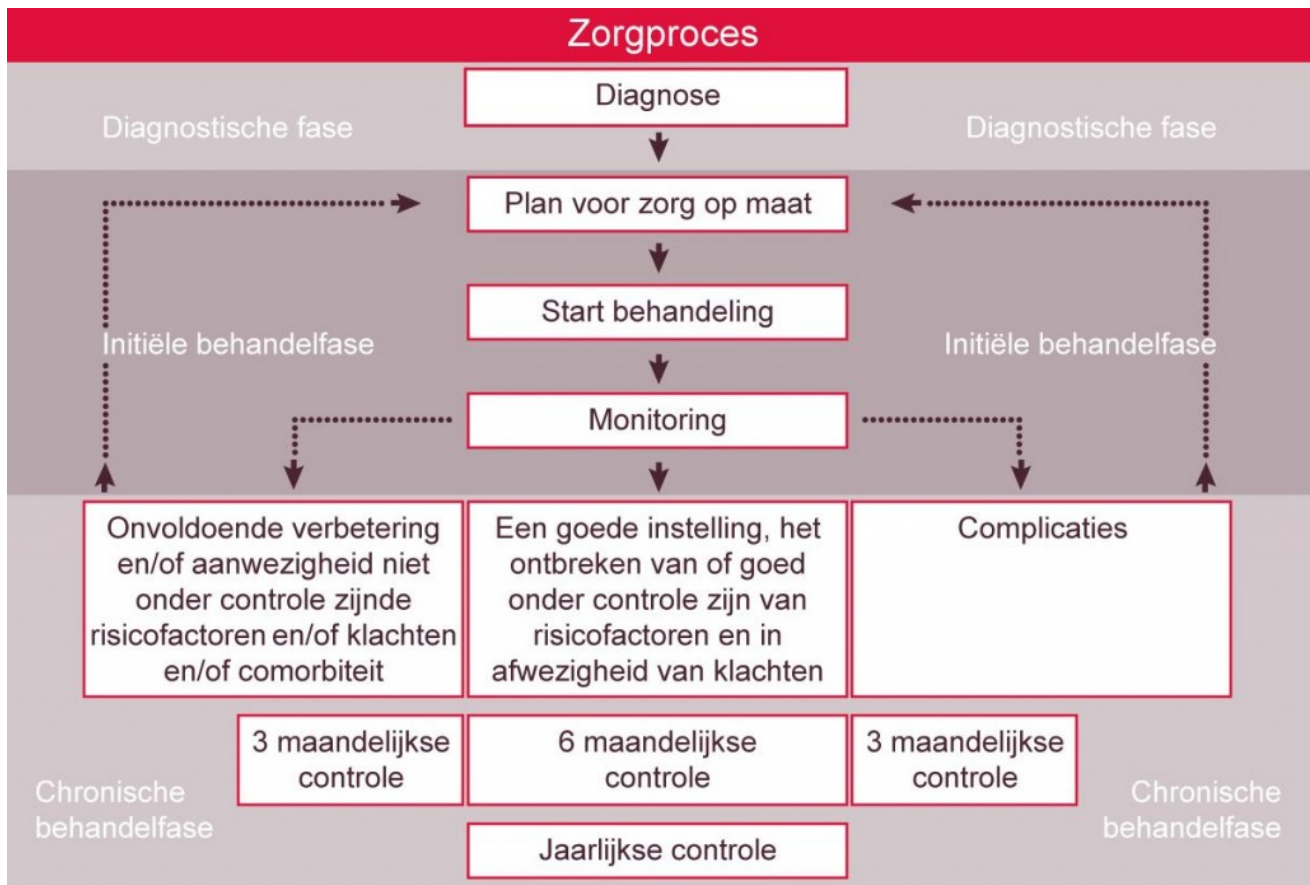 Zorgproces
Diagnose
Diagnostische fase
Diagnostische fase
Plan voor zorg op maat
Start behandeling
Initiële behandelfase
Initiële behandelfase
Monitoring
Onvoldoende verbetering
en/of aanwezigheid niet
onder controle zijnde
risicofactoren en/of klachten
en/of comorbiteit
Een goede instelling, het
ontbreken van of goed
onder controle zijn van
risicofactoren en in
afwezigheid van klachten
Complicaties
3 maandelijkse
controle
6 maandelijkse
controle
3 maandelijkse
controle
Chronische
behandelfase
Chronische
behandelfase
Jaarlijkse controle